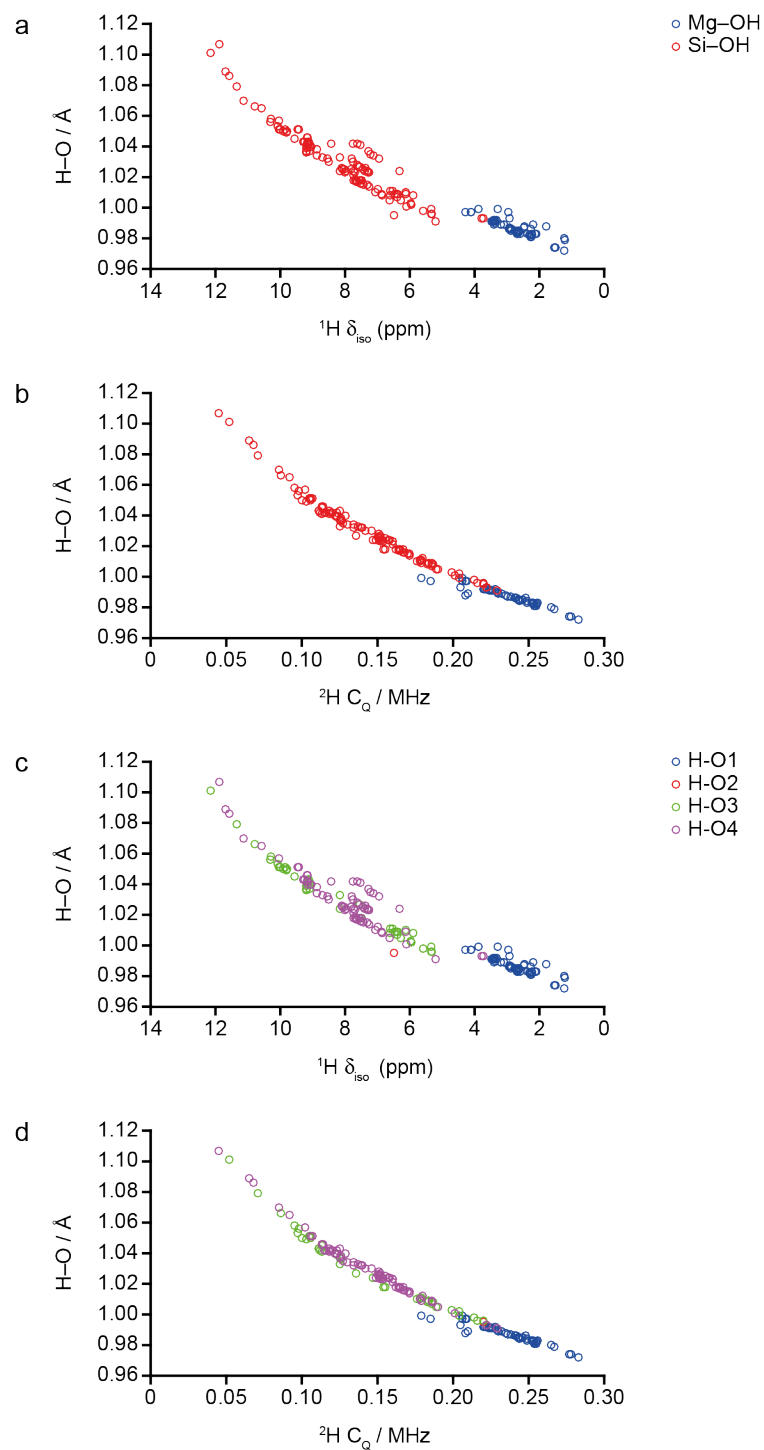 a
1.12
1.10
1.08
1.06
1.04
1.02
1.00
0.98
0.96
H–O / Å
14 12 10 8 6 4 2 0
¹H δiso (ppm)
Mg–OH
Si–OH
b
1.12
1.10
1.08
1.06
1.04
1.02
1.00
0.98
0.96
H–O / Å
0 0.05 0.10 0.15 0.20 0.25 0.30
²H CQ / MHz
c
1.12
1.10
1.08
1.06
1.04
1.02
1.00
0.98
0.96
H–O / Å
14 12 10 8 6 4 2 0
¹H δiso (ppm)
H-O1
H-O2
H-O3
H-O4
d
1.12
1.10
1.08
1.06
1.04
1.02
1.00
0.98
0.96
H–O / Å
0 0.05 0.10 0.15 0.20 0.25 0.30
²H CQ / MHz